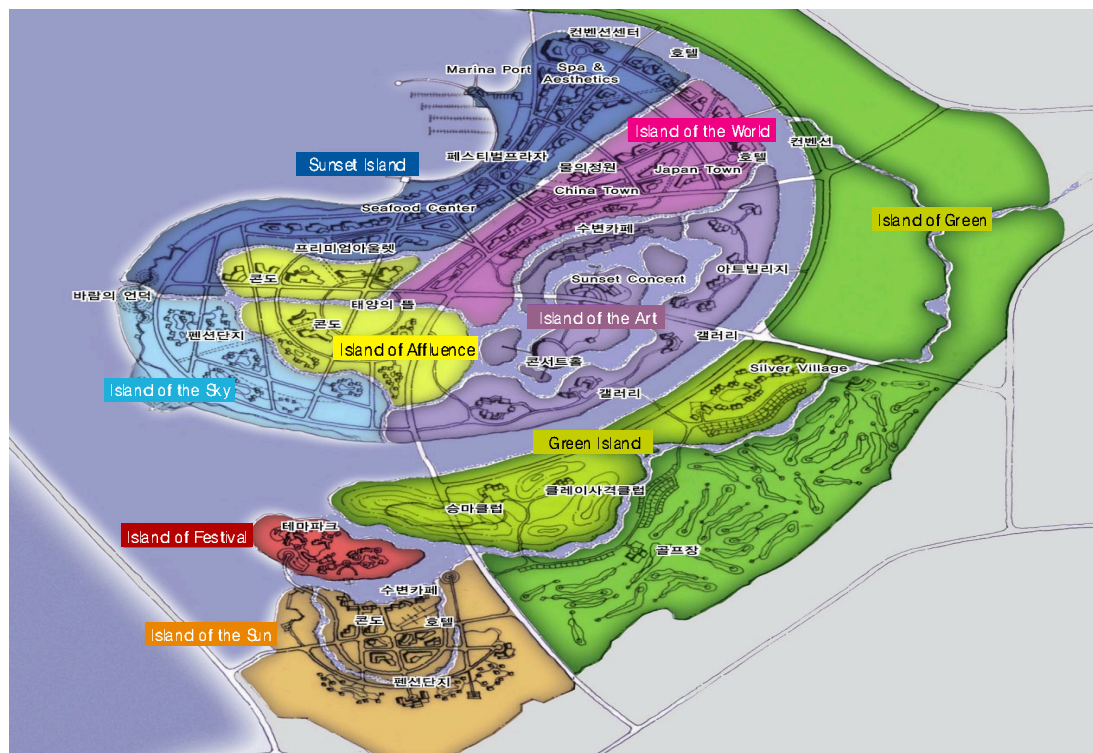 컨벤션센터
호텔
Marina Port
Spa &
Aesthetics
Island of the World
컨벤션
페스티벌프라자
물의정원
호텔
Sunset Island
Japan Town
China Town
Seafood Center
Island of Green
수변카페
프리미엄아울렛
아트빌리지
콘도
Sunset Concert
바람의 언덕
태양의 뜰
콘도
Island of the Art
펜션단지
갤러리
Island of Affluence
콘서트홀
Silver Village
Island of the Sky
갤러리
Green Island
클레이사격클럽
승마클럽
테마파크
Island of Festival
골프장
수변카페
콘도
호텔
Island of the Sun
펜션단지